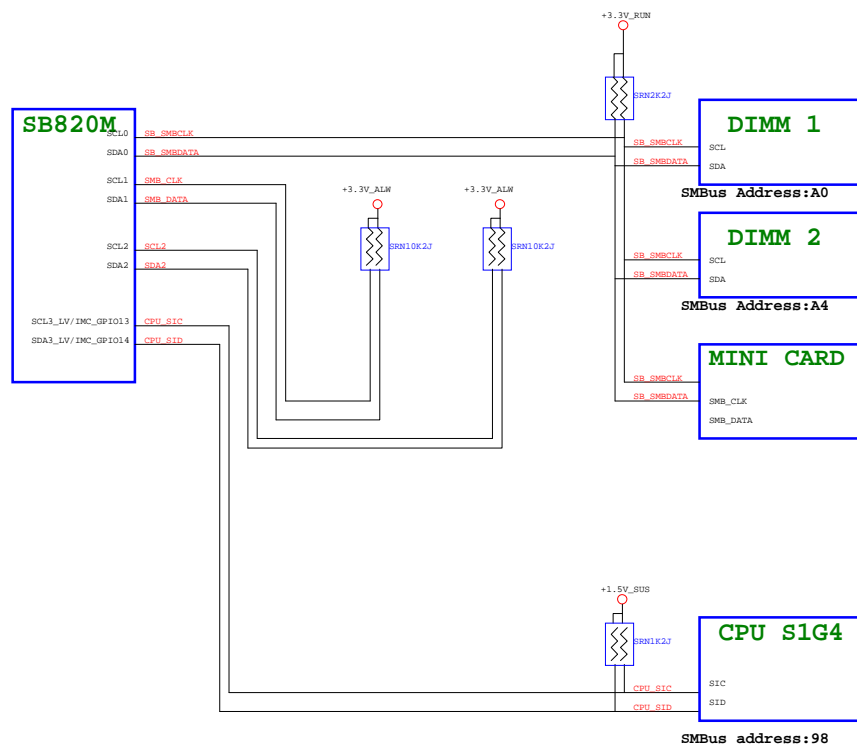 +3.3V_RUN
SRN2K2J
SB820M
SCL0
SB_SMBCLK
SDA0
SB_SMBDATA
SCL1
SMB_CLK
SDA1
SMB_DATA
SCL2
SCL2
SDA2
SDA2
SCL3_LV/IMC_GPIO13
CPU_SIC
SDA3_LV/IMC_GPIO14
CPU_SID
+3.3V_ALW
SRN10K2J
+3.3V_ALW
SRN10K2J
DIMM 1
SB_SMBCLK
SCL
SB_SMBDATA
SDA
SMBus Address:A0
DIMM 2
SB_SMBCLK
SCL
SB_SMBDATA
SDA
SMBus Address:A4
MINI CARD
SB_SMBCLK
SB_SMBDATA
SMB_CLK
SMB_DATA
+1.5V_SUS
SRN1K2J
CPU S1G4
CPU_SIC
SIC
CPU_SID
SID
SMBus address:98